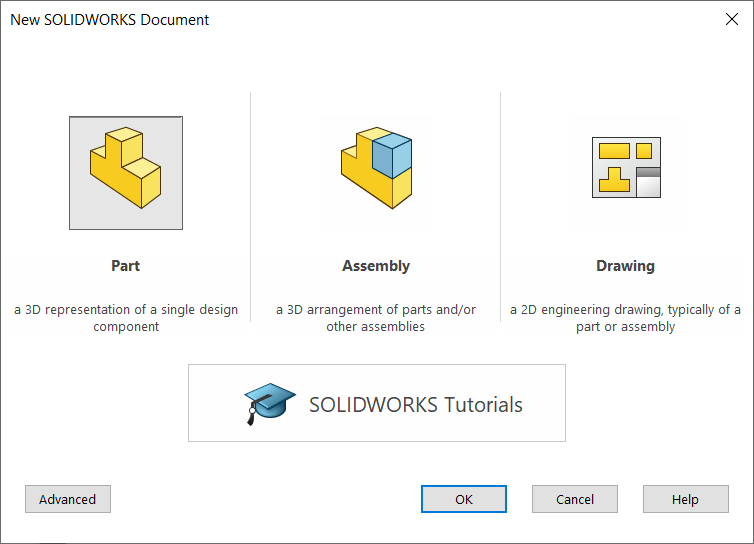 New SOLIDWORKS Document
Part
a 3D representation of a single design
component
Assembly
a 3D arrangement of parts and/or
other assemblies
Drawing
a 2D engineering drawing, typically of a
part or assembly
SOLIDWORKS Tutorials
Advanced
OK
Cancel
Help